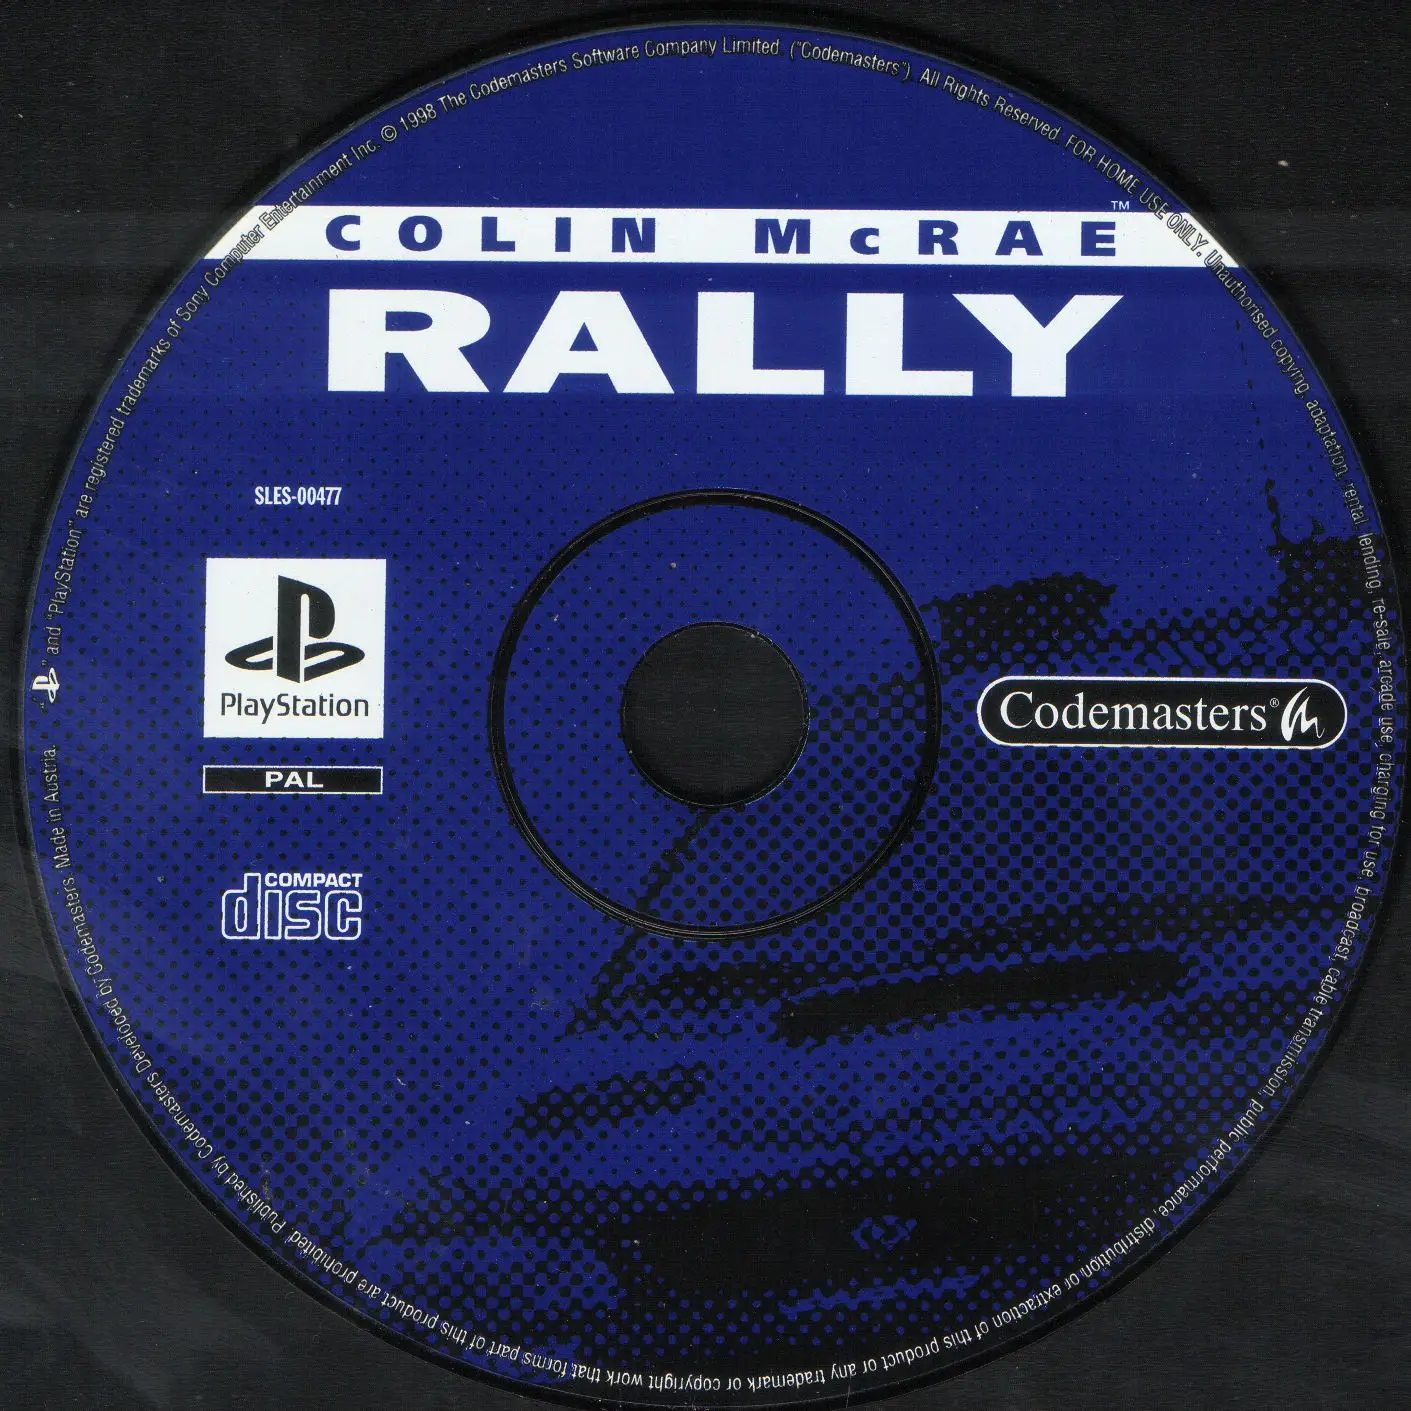 COLIN McRAE™
RALLY
SLES-00477
PlayStation
PAL
COMPACT
disc
Codemasters®
" " and "PlayStation" are registered trademarks of Sony Computer Entertainment Inc. © 1998 The Codemasters Software Company Limited. ("Codemasters"). All Rights Reserved. FOR HOME USE ONLY. Unauthorised copying, adaptation, rental, lending, re-sale, arcade use, charging for use, broadcast, cable transmission, public performance, distribution or extraction of this product or any trademark or copyright work that forms part of this product are prohibited. Published by Codemasters Developed by Codemasters. Made in Austria.